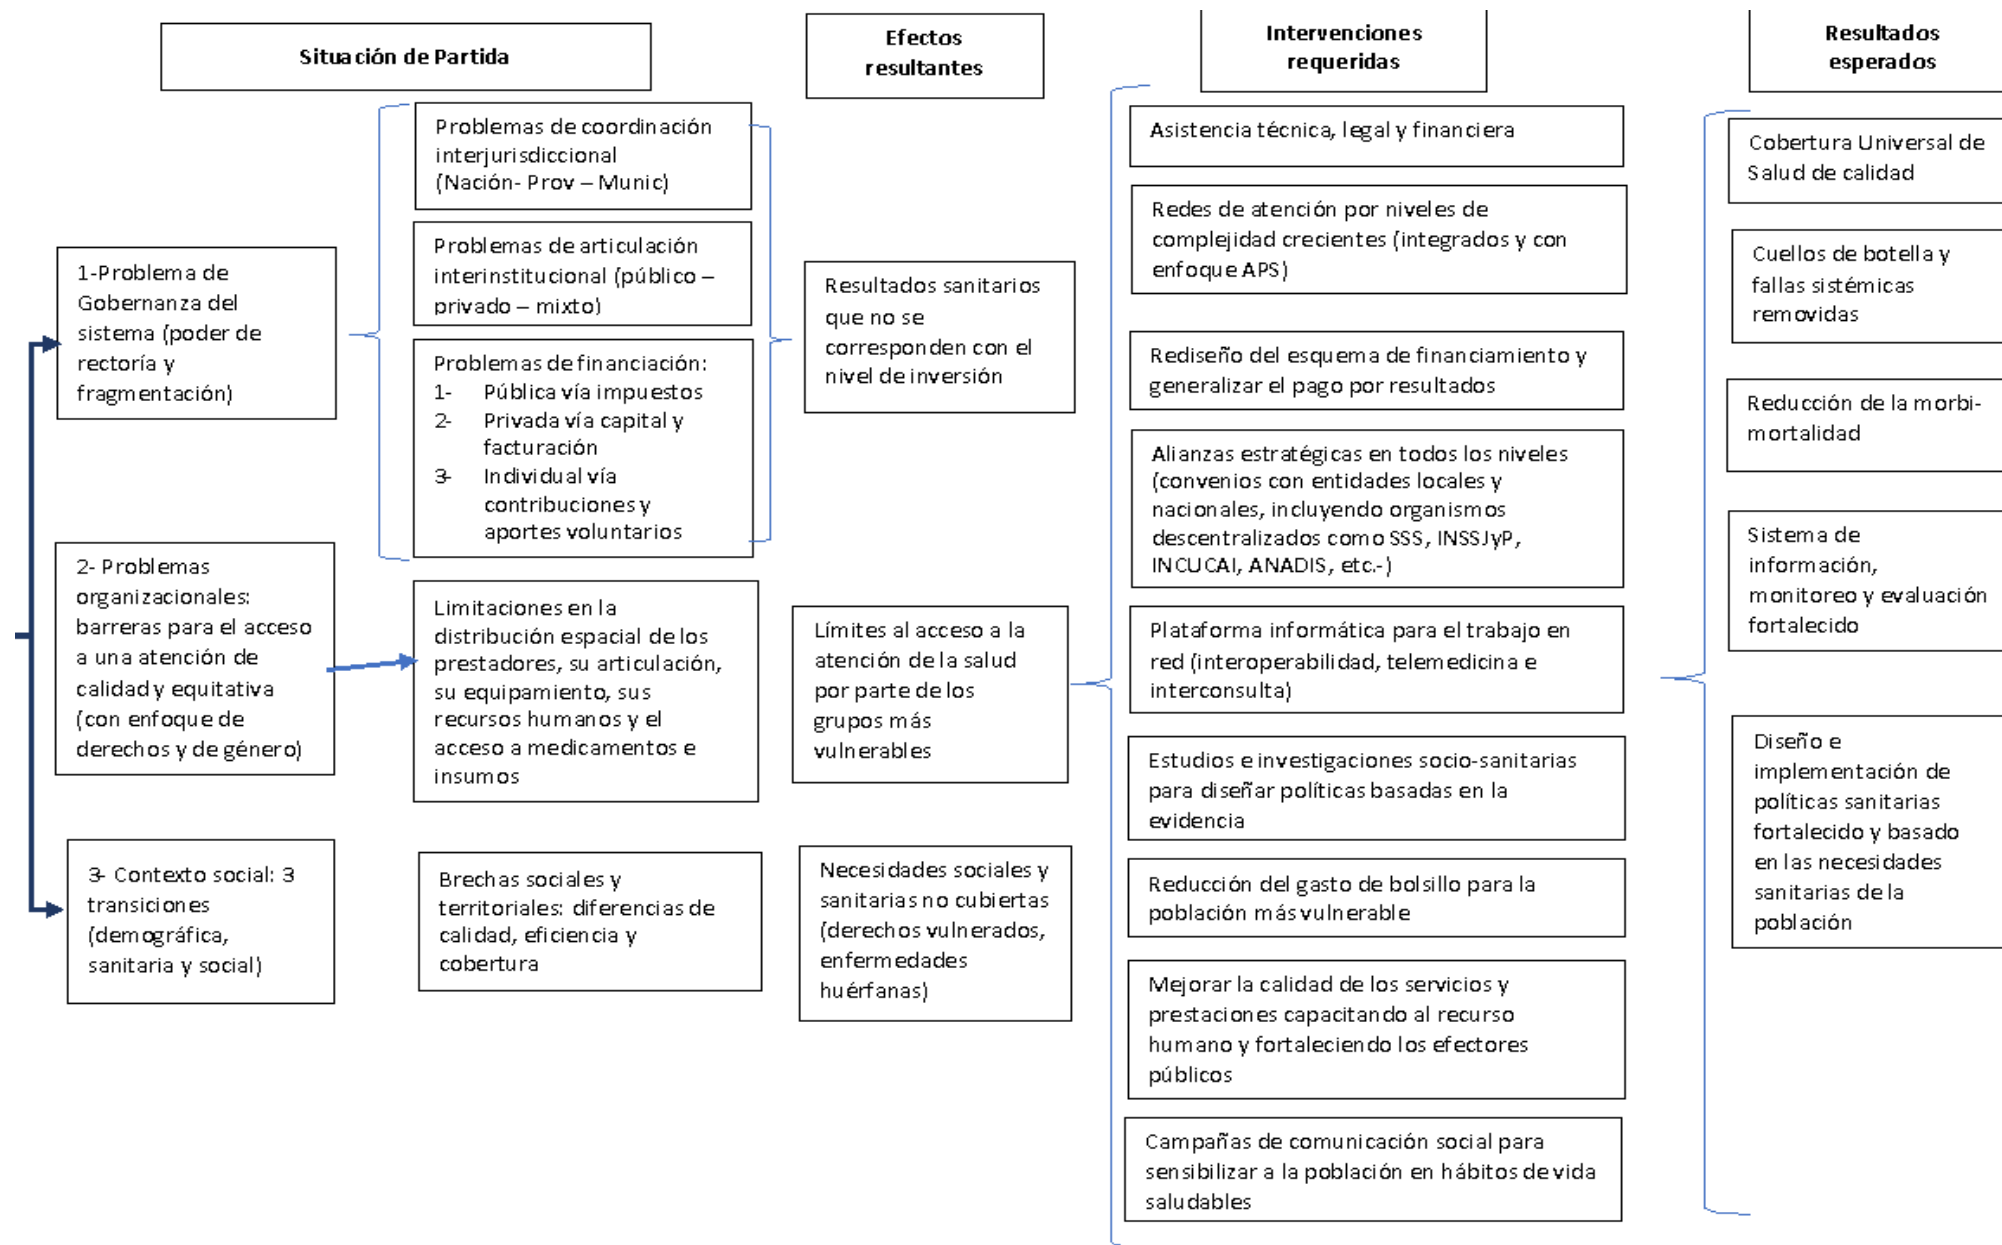 Situación de Partida
Efectos
resultantes
Intervenciones
requeridas
Resultados
esperados
1-Problema de
Gobernanza del
sistema (poder de
rectoría y
fragmentación)
2- Problemas
organizacionales:
barreras para el acceso
a una atención de
calidad y equitativa
(con enfoque de
derechos y de género)
3- Contexto social: 3
transiciones
(demográfica,
sanitaria y social)
Problemas de coordinación
interjurisdiccional
(Nación- Prov – Munic)
Problemas de articulación
interinstitucional (público –
privado – mixto)
Problemas de financiación:
1- Pública vía impuestos
2- Privada vía capital y
facturación
3- Individual vía
contribuciones y
aportes voluntarios
Limitaciones en la
distribución espacial de los
prestadores, su articulación,
su equipamiento, sus
recursos humanos y el
acceso a medicamentos e
insumos
Brechas sociales y
territoriales: diferencias de
calidad, eficiencia y
cobertura
Resultados sanitarios
que no se
corresponden con el
nivel de inversión
Límites al acceso a la
atención de la salud
por parte de los
grupos más
vulnerables
Necesidades sociales y
sanitarias no cubiertas
(derechos vulnerados,
enfermedades
huérfanas)
Asistencia técnica, legal y financiera
Redes de atención por niveles de
complejidad crecientes (integrados y con
enfoque APS)
Rediseño del esquema de financiamiento y
generalizar el pago por resultados
Alianzas estratégicas en todos los niveles
(convenios con entidades locales y
nacionales, incluyendo organismos
descentralizados como SSS, INSSJyP,
INCUCAI, ANADIS, etc.-)
Plataforma informática para el trabajo en
red (interoperabilidad, telemedicina e
interconsulta)
Estudios e investigaciones socio-sanitarias
para diseñar políticas basadas en la
evidencia
Reducción del gasto de bolsillo para la
población más vulnerable
Mejorar la calidad de los servicios y
prestaciones capacitando al recurso
humano y fortaleciendo los efectores
públicos
Campañas de comunicación social para
sensibilizar a la población en hábitos de vida
saludables
Cobertura Universal de
Salud de calidad
Cuellos de botella y
fallas sistémicas
removidas
Reducción de la morbi-
mortalidad
Sistema de
información,
monitoreo y evaluación
fortalecido
Diseño e
implementación de
políticas sanitarias
fortalecido y basado
en las necesidades
sanitarias de la
población